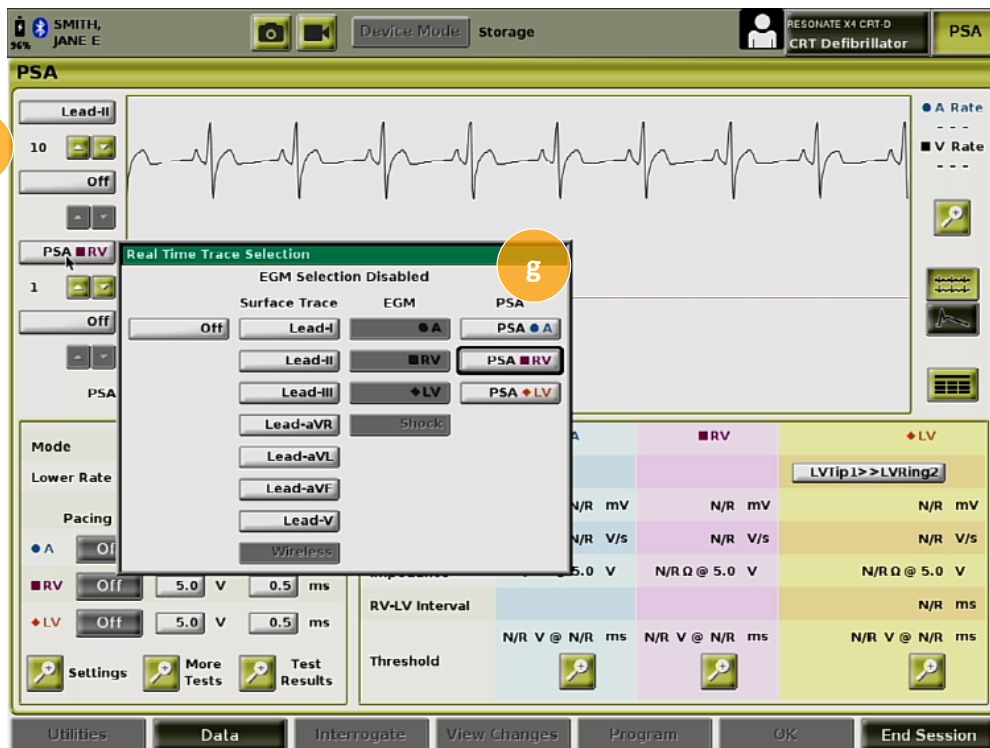 SMITH,
JANE E
96%
Device Mode
Storage
RESONATE X4 CRT-D
CRT Defibrillator
PSA
PSA
Lead-II
10
Off
PSA RV
1
Off
PSA
A Rate
- - -
V Rate
- - -
Real Time Trace Selection
g
EGM Selection Disabled
Surface Trace EGM PSA
Off Lead-I A PSA A
Lead-II RV PSA RV
Lead-III LV PSA LV
Lead-aVR Shock
Lead-aVL
Lead-aVF
Lead-V
Wireless
Mode
Lower Rate
Pacing
A
RV Off 5.0 V 0.5 ms
LV Off 5.0 V 0.5 ms
Settings
More
Tests
Test
Results
RV LV
LVTip1>>LVRing2
N/R mV N/R mV N/R mV
N/R V/s N/R V/s N/R V/s
5.0 V N/R Ω @ 5.0 V N/R Ω @ 5.0 V
RV-LV Interval N/R ms
N/R V @ N/R ms N/R V @ N/R ms N/R V @ N/R ms
Threshold
Utilities Data Interrogate View Changes Program OK End Session